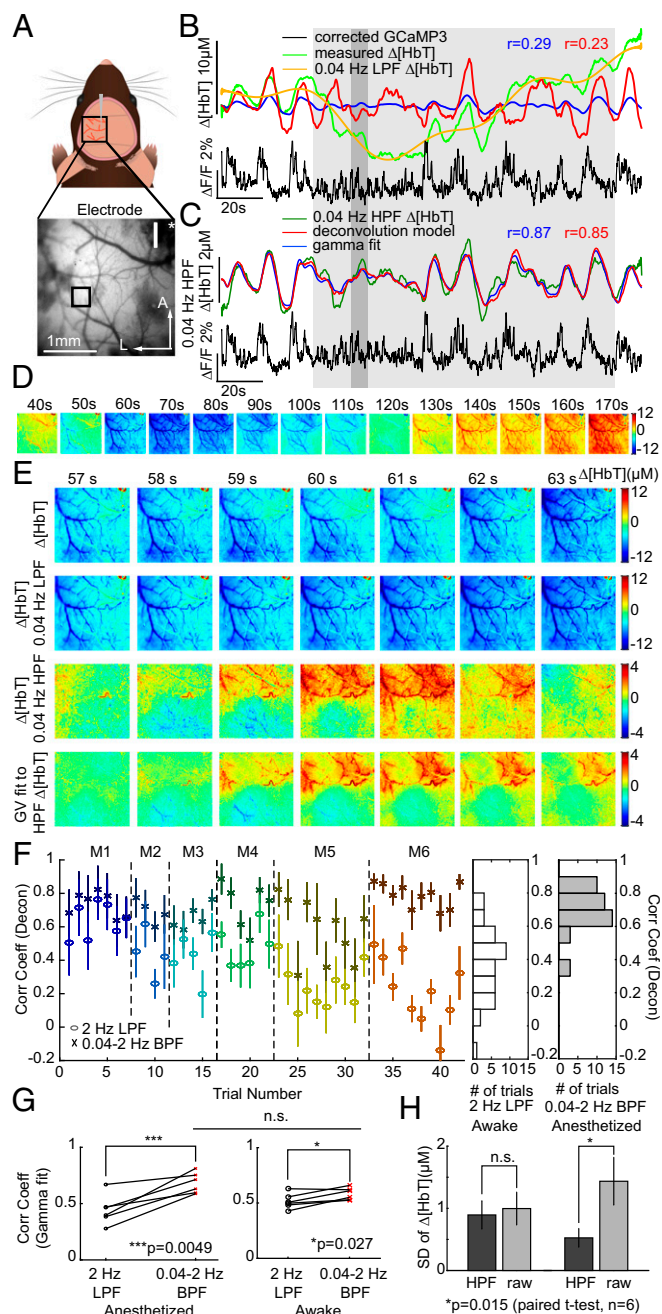 A
Electrode
*
A
L
1mm
B
corrected GCaMP3
measured Δ[HbT]
0.04 Hz LPF Δ[HbT]
r=0.29 r=0.23
Δ[HbT] 10μM
ΔF/F 2%
20s
C
0.04 Hz HPF Δ[HbT]
deconvolution model
gamma fit
r=0.87 r=0.85
0.04 Hz HPF
Δ[HbT] 2μM
ΔF/F 2%
20s
D
40s 50s 60s 70s 80s 90s 100s 110s 120s 130s 140s 150s 160s 170s
12
0
-12
E
57 s 58 s 59 s 60 s 61 s 62 s 63 s Δ[HbT](μM)
Δ[HbT]
12
0
-12
Δ[HbT]
0.04 Hz LPF
12
0
-12
Δ[HbT]
0.04 Hz HPF
4
0
-4
GV fit to
HPF Δ[HbT]
4
0
-4
F
M1 M2 M3 M4 M5 M6
Corr Coeff (Decon)
1
0.8
0.6
0.4
0.2
0
-0.2
2 Hz LPF
0.04-2 Hz BPF
0 5 10 15 20 25 30 35 40
Trial Number
0 5 10 15
# of trials
2 Hz LPF
0 5 10 15
# of trials
0.04-2 Hz BPF
1
0.8
0.6
0.4
0.2
0
-0.2
Corr Coeff (Decon)
G
n.s.
Corr Coeff
(Gamma fit)
1
0.5
0
***
***p=0.0049
2 Hz
LPF
0.04-2 Hz
BPF
Anesthetized
1
0.5
0
*
*p=0.027
2 Hz
LPF
0.04-2 Hz
BPF
Awake
H
Awake Anesthetized
SD of Δ[HbT](μM)
2
1
0
n.s.
*
HPF raw HPF raw
*p=0.015 (paired t-test, n=6)